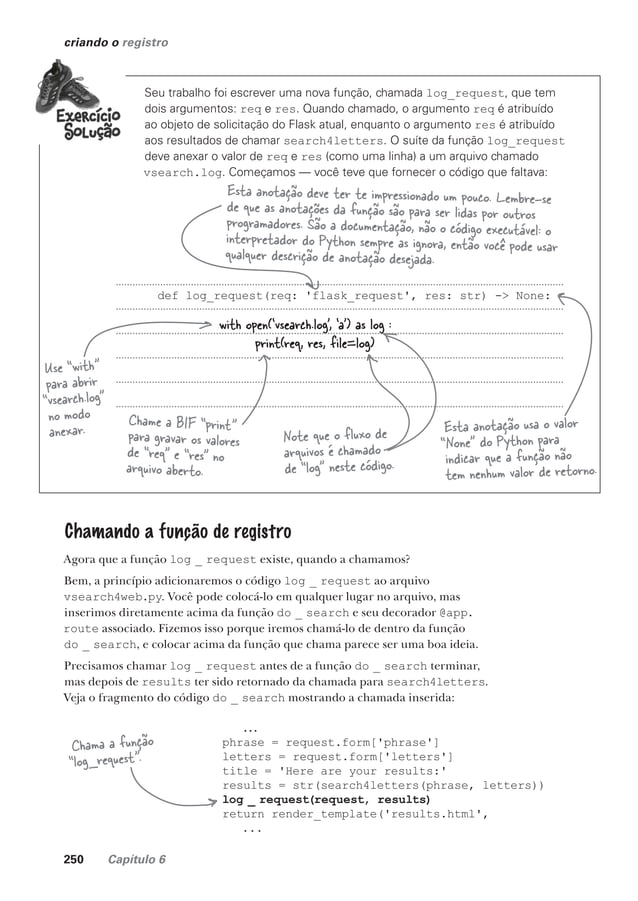 criando o registro
Exercício
Solução
Seu trabalho foi escrever uma nova função, chamada log_request, que tem
dois argumentos: req e res. Quando chamado, o argumento req é atribuído
ao objeto de solicitação do Flask atual, enquanto o argumento res é atribuído
aos resultados de chamar search4letters. O suíte da função log_request
deve anexar o valor de req e res (como uma linha) a um arquivo chamado
vsearch.log. Começamos — você teve que fornecer o código que faltava:
Esta anotação deve ter te impressionado um pouco. Lembre-se
de que as anotações da função são para ser lidas por outros
programadores. São a documentação, não o código executável: o
interpretador do Python sempre as ignora, então você pode usar
qualquer descrição de anotação desejada.
def log_request(req: 'flask_request', res: str) -> None:
with open('vsearch.log', 'a') as log :
print(req, res, file=log)
Use "with"
para abrir
"vsearch.log"
no modo
anexar.
Chame a BIF "print"
para gravar os valores
de "req" e "res" no
arquivo aberto.
Note que o fluxo de
arquivos é chamado
de "log" neste código.
Esta anotação usa o valor
"None" do Python para
indicar que a função não
tem nenhum valor de retorno.
Chamando a função de registro
Agora que a função log _ request existe, quando a chamamos?
Bem, a princípio adicionaremos o código log _ request ao arquivo
vsearch4web.py. Você pode colocá-lo em qualquer lugar no arquivo, mas
inserimos diretamente acima da função do _ search e seu decorador @app.
route associado. Fizemos isso porque iremos chamá-lo de dentro da função
do _ search, e colocar acima da função que chama parece ser uma boa ideia.
Precisamos chamar log _ request antes de a função do _ search terminar,
mas depois de results ter sido retornado da chamada para search4letters.
Veja o fragmento do código do _ search mostrando a chamada inserida:
Chama a função
"log_request".
...
phrase = request.form['phrase']
letters = request.form['letters']
title = 'Here are your results:'
results = str(search4letters(phrase, letters))
log _ request(request, results)
return render_template('results.html',
...
250 Capítulo 6